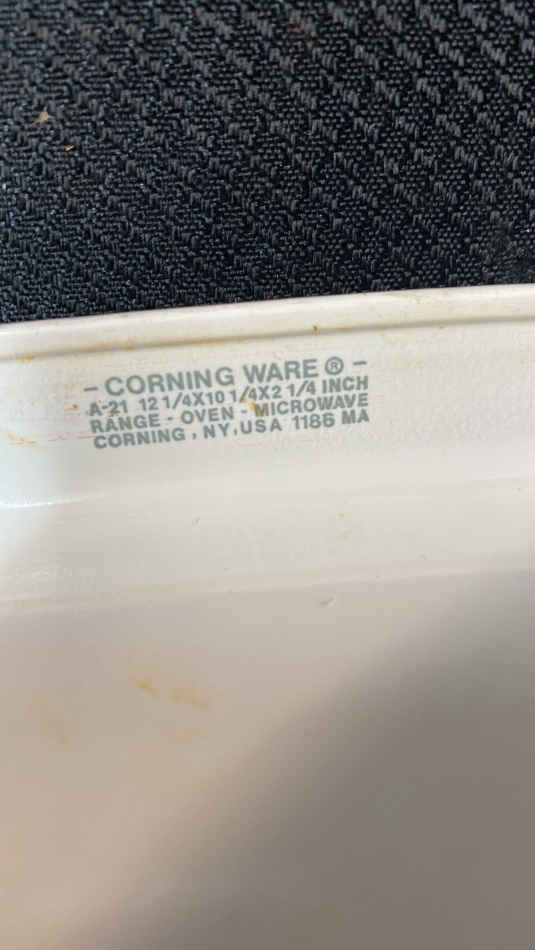 - CORNING WARE ® -
A-21 12 1/4X10 1/4X2 1/4 INCH
RANGE - OVEN - MICROWAVE
CORNING, NY, USA 1186 MA